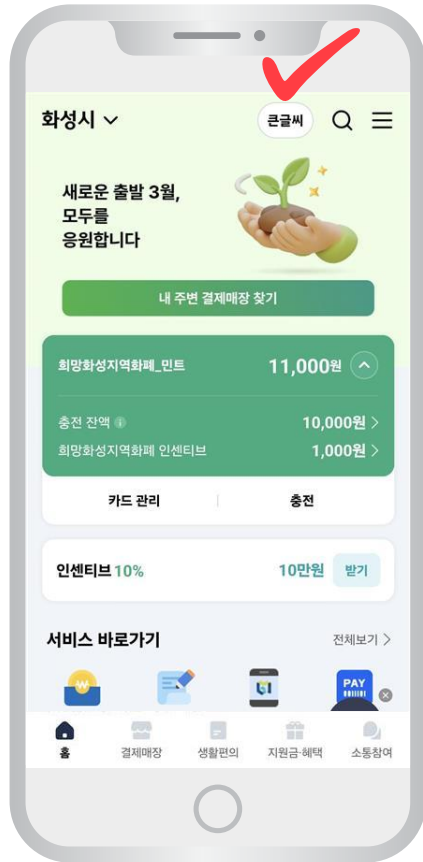 화성시
큰글씨
새로운 출발 3월,
모두를
응원합니다
내 주변 결제매장 찾기
희망화성지역화폐_민트 11,000원
충전 잔액 10,000원
희망화성지역화폐 인센티브 1,000원
카드 관리 충전
인센티브 10% 10만원 받기
서비스 바로가기 전체보기
PAY
홈 결제매장 생활편의 지원금·혜택 소통참여